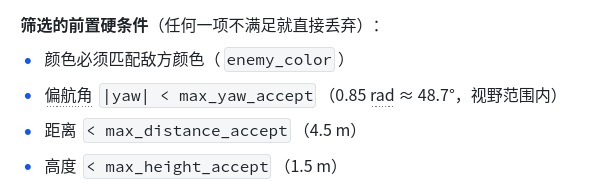 筛选的前置硬条件（任何一项不满足就直接丢弃）：
• 颜色必须匹配敌方颜色（ enemy_color ）
• 偏航角 |yaw| < max_yaw_accept （0.85 rad ≈ 48.7°，视野范围内）
• 距离 < max_distance_accept （4.5 m）
• 高度 < max_height_accept （1.5 m）